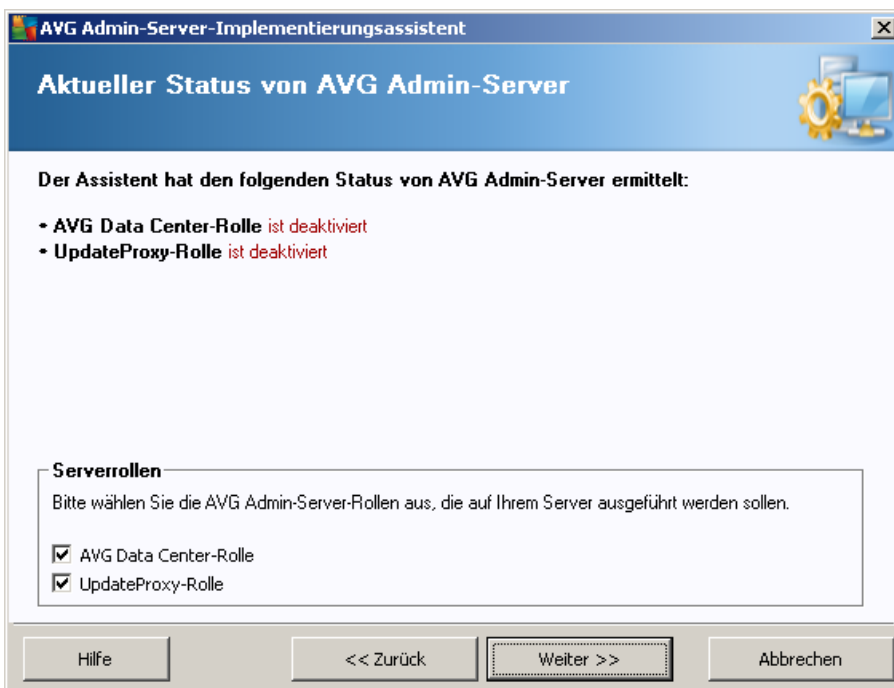 AVG Admin-Server-Implementierungsassistent
Aktueller Status von AVG Admin-Server
Der Assistent hat den folgenden Status von AVG Admin-Server ermittelt:
• AVG Data Center-Rolle ist deaktiviert
• UpdateProxy-Rolle ist deaktiviert
Serverrollen
Bitte wählen Sie die AVG Admin-Server-Rollen aus, die auf Ihrem Server ausgeführt werden sollen.
AVG Data Center-Rolle
UpdateProxy-Rolle
Hilfe << Zurück Weiter >> Abbrechen